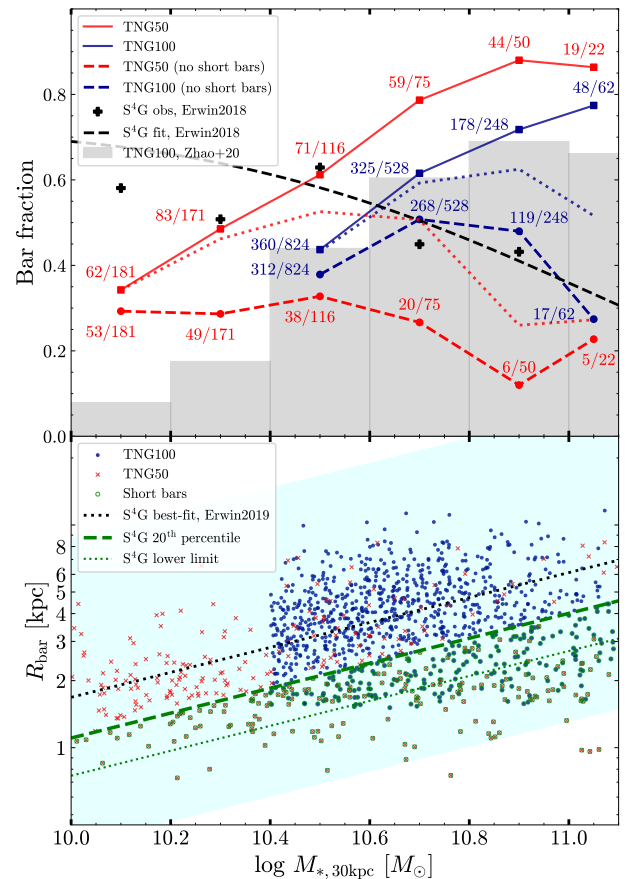 TNG50
TNG100
TNG50 (no short bars)
TNG100 (no short bars)
S⁴G obs, Erwin2018
S⁴G fit, Erwin2018
TNG100, Zhao+20
Bar fraction
0.8
0.6
0.4
0.2
0.0
44/50
19/22
59/75
48/62
178/248
71/116
325/528
83/171
268/528
119/248
360/824
62/181
312/824
17/62
53/181
49/171
38/116
20/75
6/50
5/22
TNG100
TNG50
Short bars
S⁴G best-fit, Erwin2019
S⁴G 20ᵗʰ percentile
S⁴G lower limit
R_bar [kpc]
8
6
5
4
3
2
1
10.0 10.2 10.4 10.6 10.8 11.0
log M_{*,30kpc} [M_⊙]